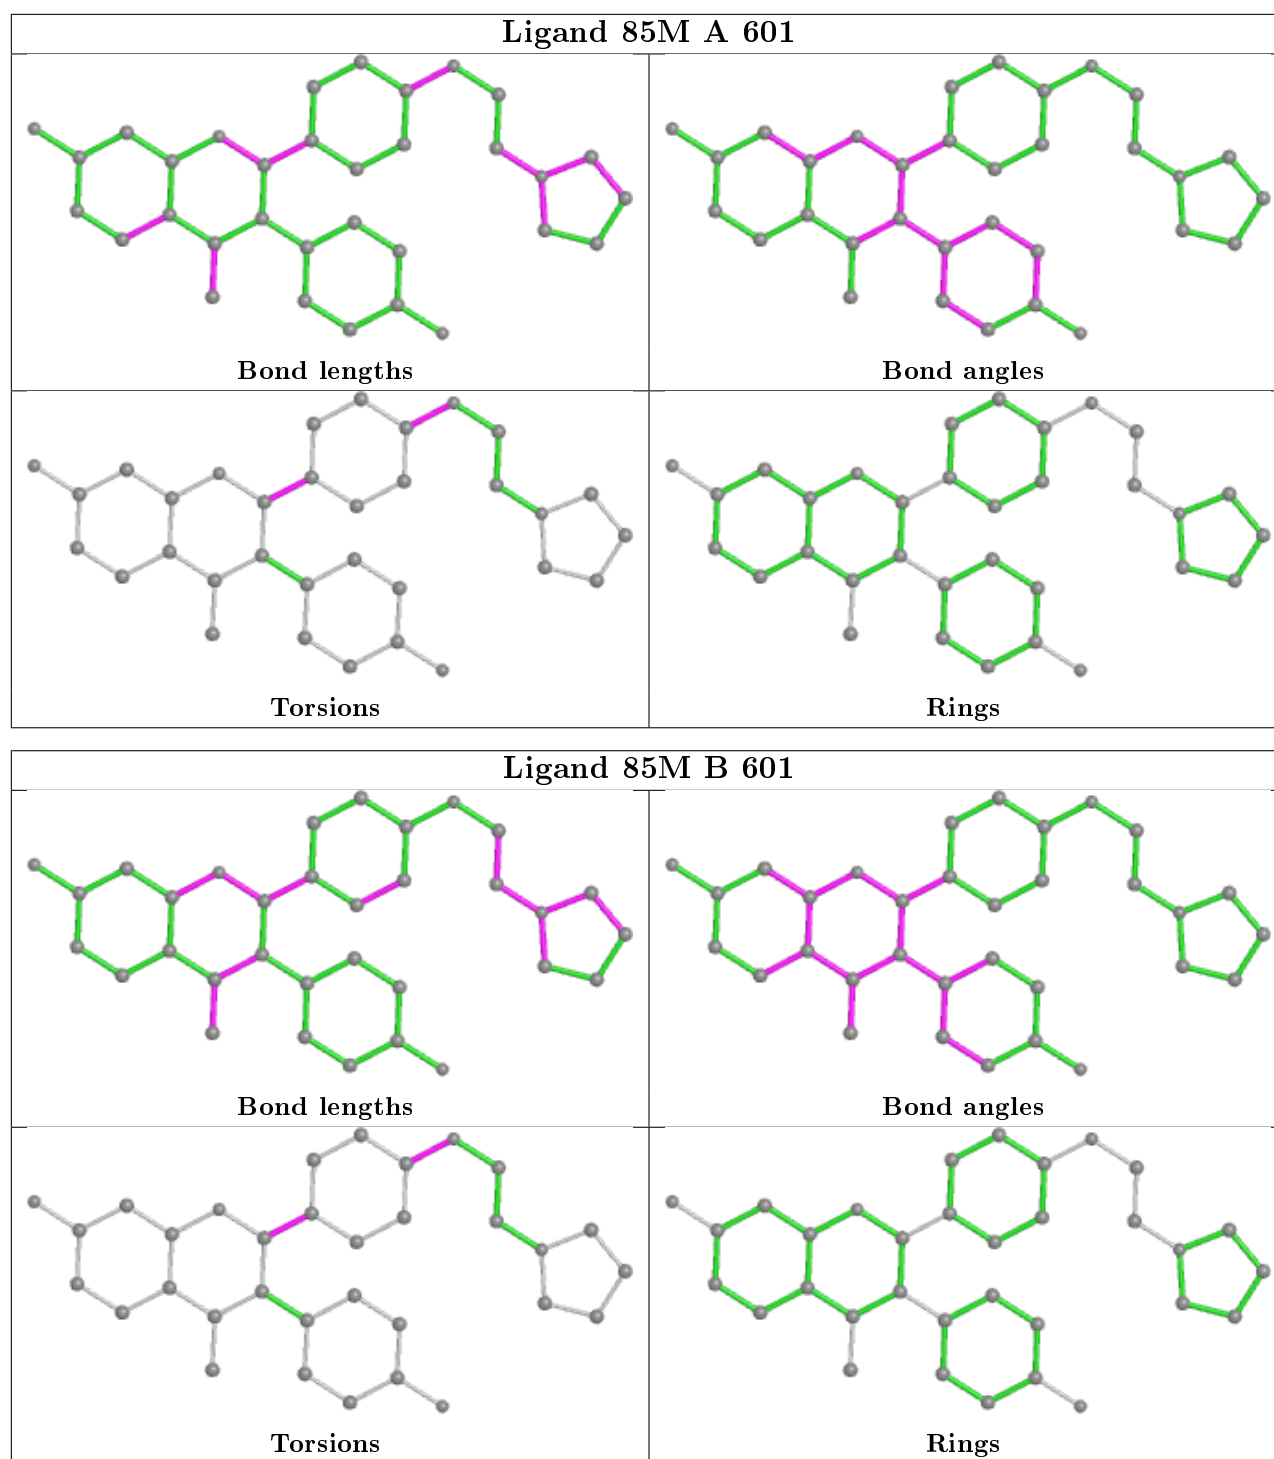 Ligand 85M A 601
Bond lengths
Bond angles
Torsions
Rings
Ligand 85M B 601
Bond lengths
Bond angles
Torsions
Rings